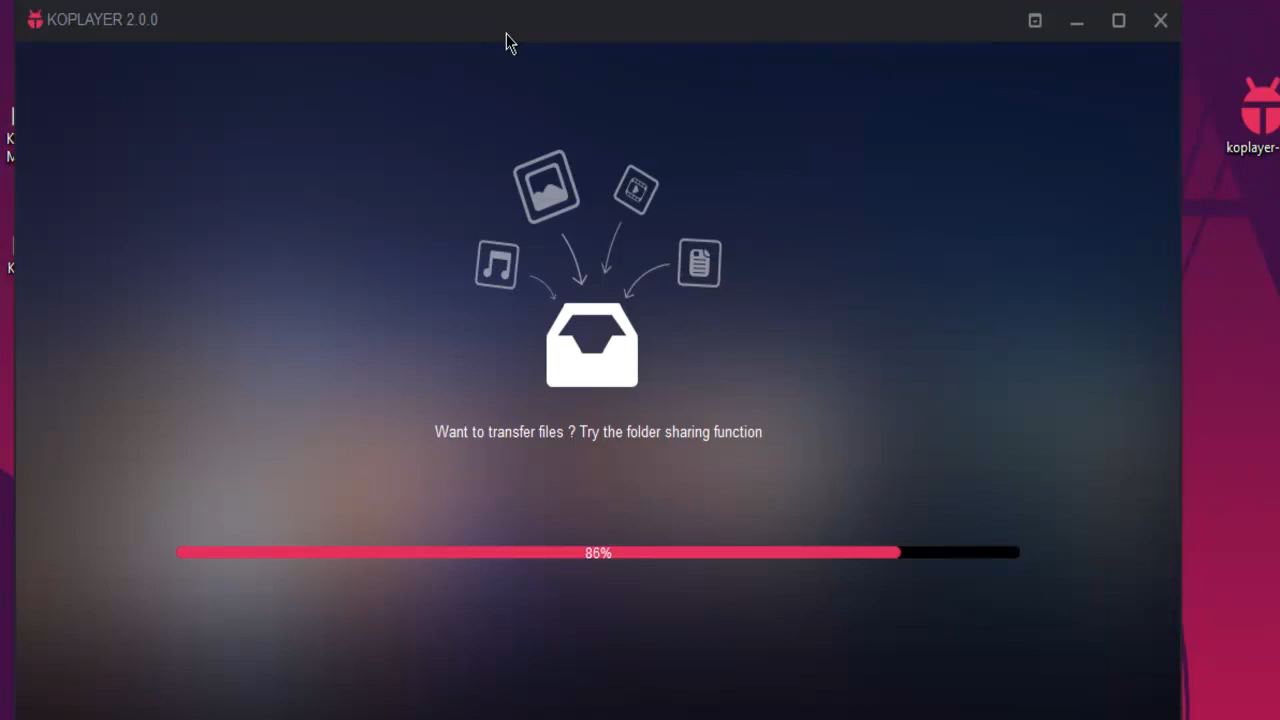 KOPLAYER 2.0.0
K
M
koplayer-
K
Want to transfer files ? Try the folder sharing function
86%